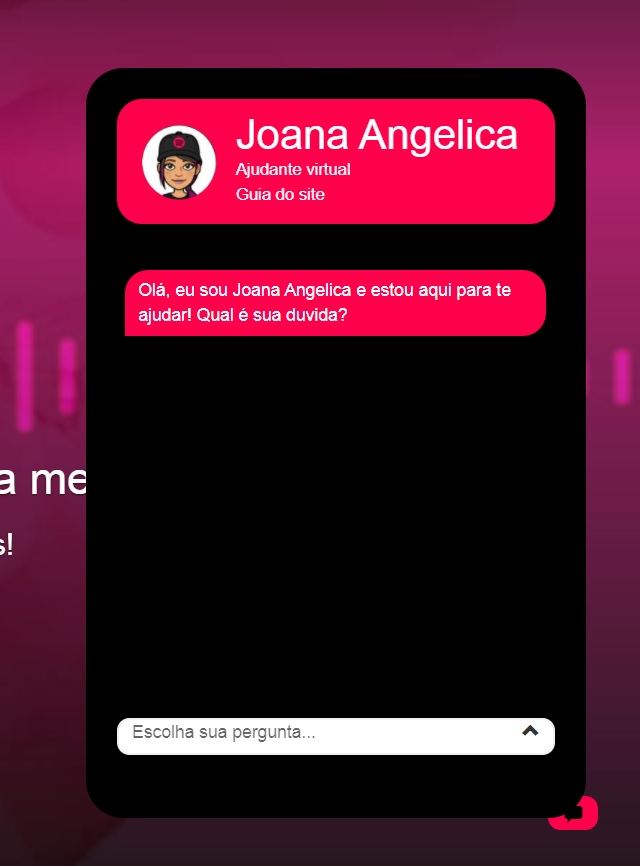 Joana Angelica
Ajudante virtual
Guia do site
Olá, eu sou Joana Angelica e estou aqui para te
ajudar! Qual é sua duvida?
a me
s!
Escolha sua pergunta...